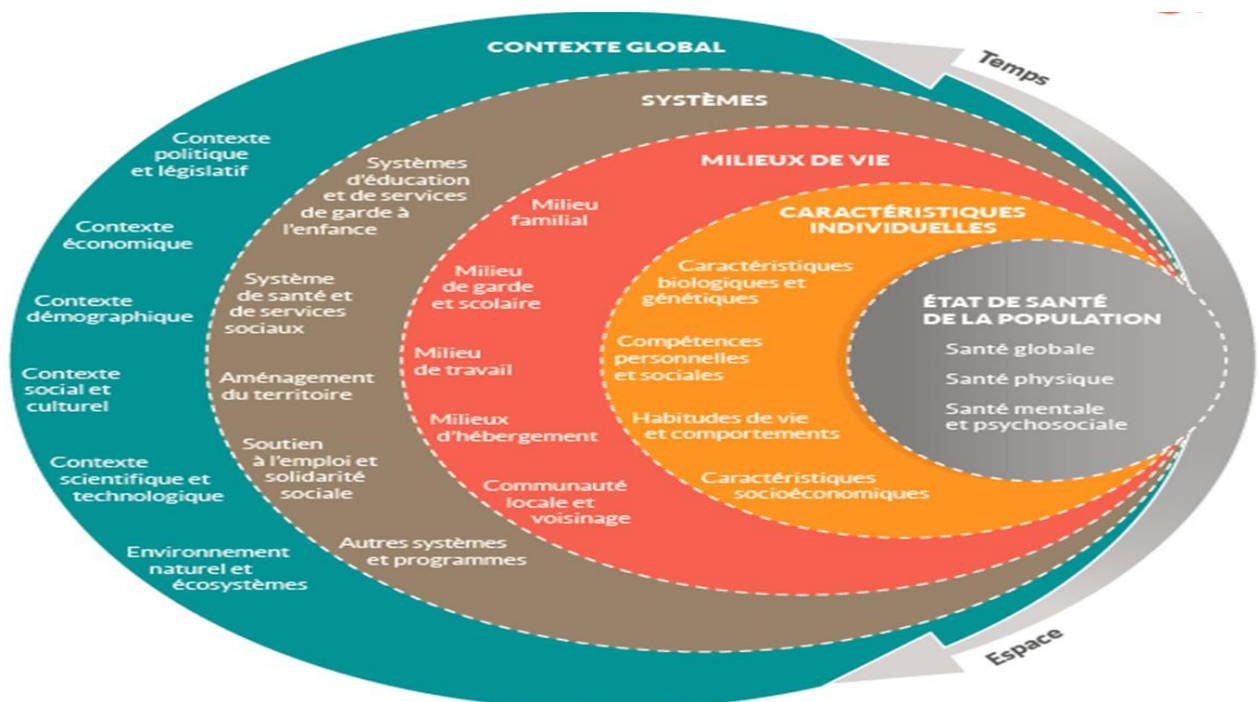 CONTEXTE GLOBAL
Contexte
politique
et législatif
Contexte
économique
Contexte
démographique
Contexte
social et
culturel
Contexte
scientifique et
technologique
Environnement
naturel et
écosystèmes
SYSTÈMES
Systèmes
d'éducation
et de services
de garde à
l'enfance
Système
de santé et
de services
sociaux
Aménagement
du territoire
Soutien
à l'emploi et
solidarité
sociale
Autres systèmes
et programmes
MILIEUX DE VIE
Milieu
familial
Milieu
de garde
et scolaire
Milieu
de travail
Milieux
d'hébergement
Communauté
locale et
voisinage
CARACTÉRISTIQUES
INDIVIDUELLES
Caractéristiques
biologiques et
génétiques
Compétences
personnelles
et sociales
Habitudes de vie
et comportements
Caractéristiques
socioéconomiques
ÉTAT DE SANTÉ
DE LA POPULATION
Santé globale
Santé physique
Santé mentale
et psychosociale
Temps
Espace